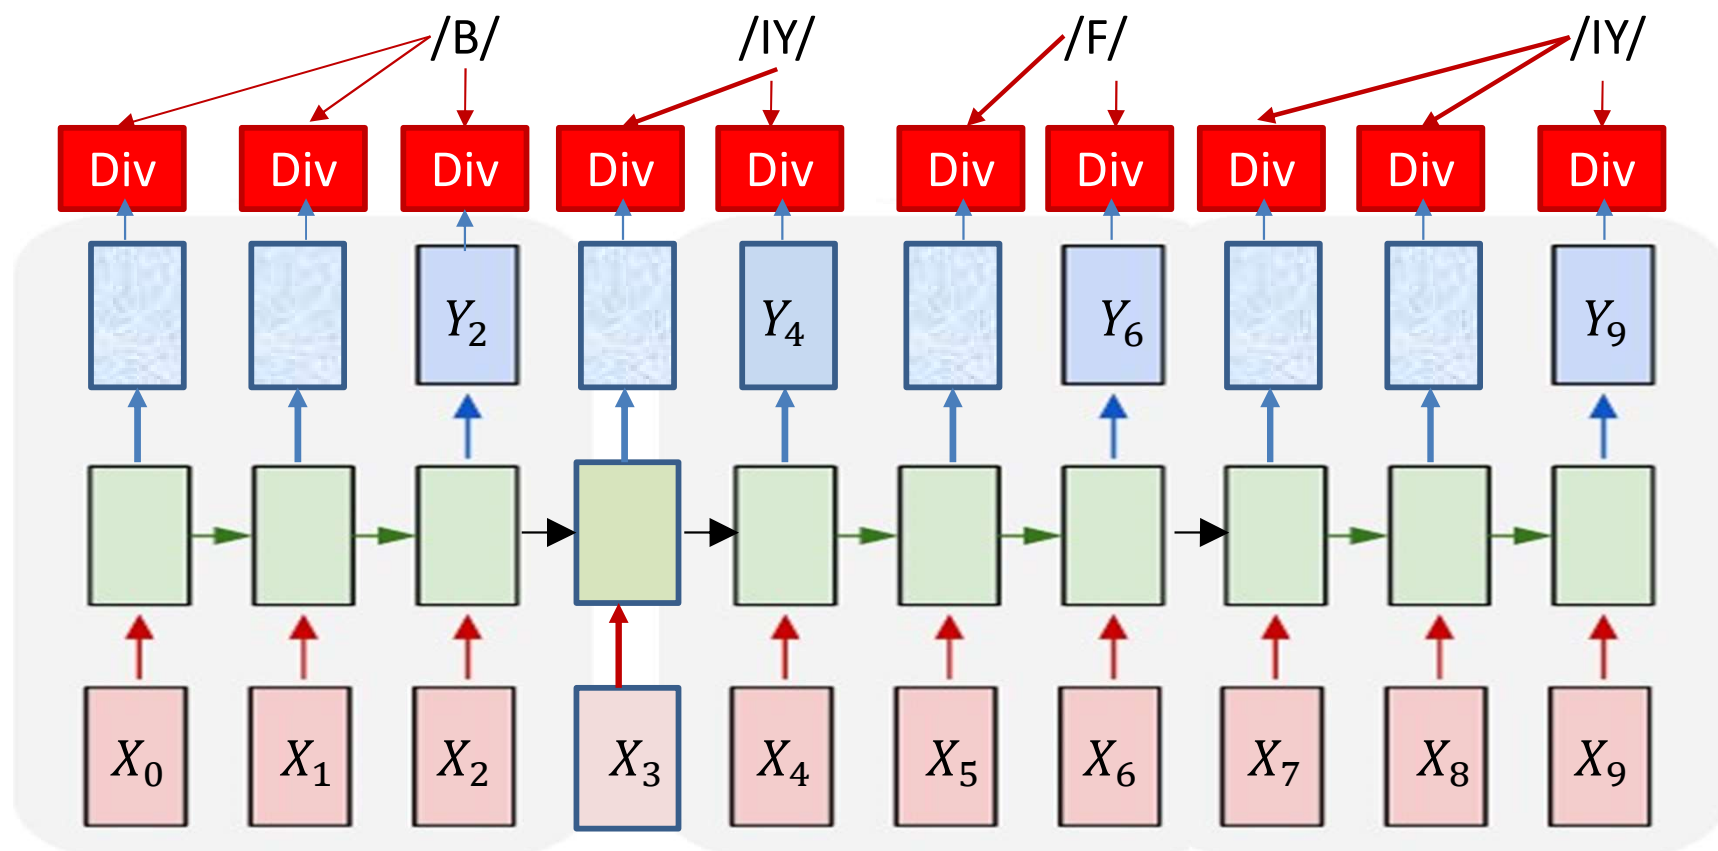 /B/ /IY/ /F/ /IY/
Div Div Div Div Div Div Div Div Div Div
Y₂ Y₄ Y₆ Y₉
X₀ X₁ X₂ X₃ X₄ X₅ X₆ X₇ X₈ X₉